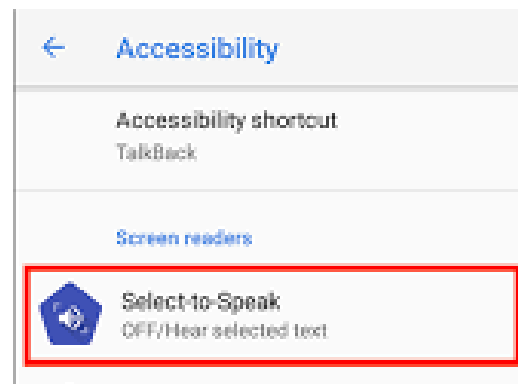 Accessibility
Accessibility shortcut
TalkBack
Screen readers
Select-to-Speak
OFF/Hear selected text